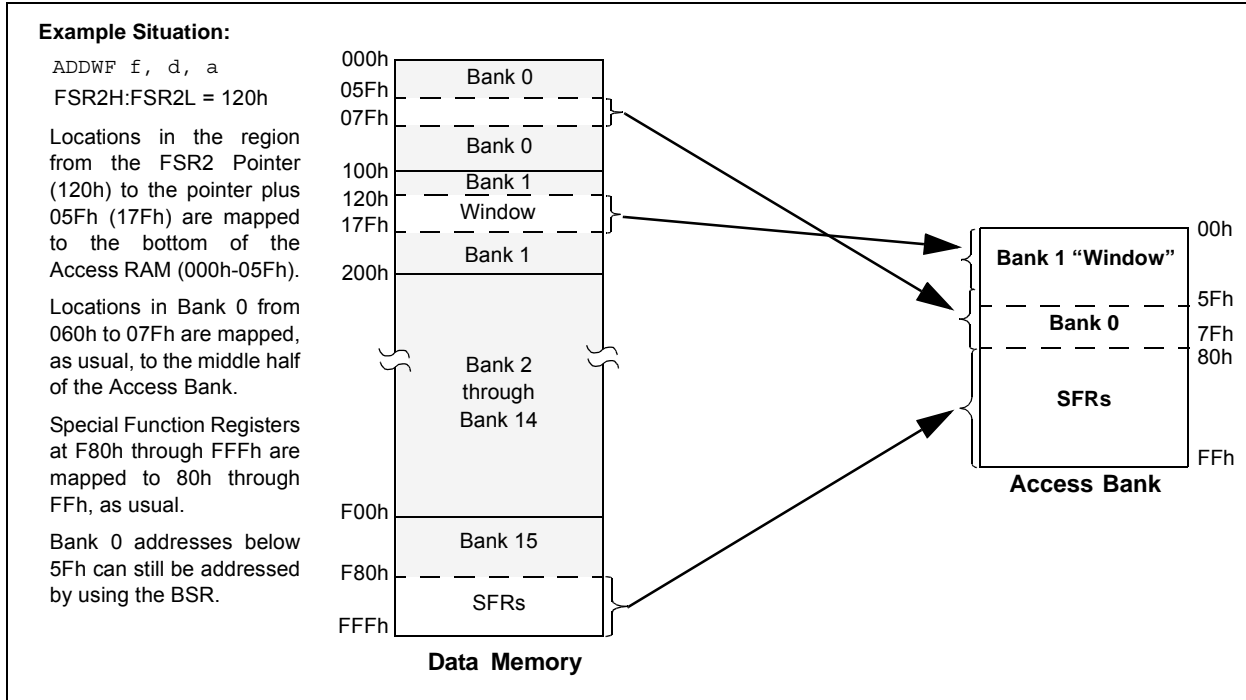 Example Situation:
ADDWF f, d, a
FSR2H:FSR2L = 120h
Locations in the region
from the FSR2 Pointer
(120h) to the pointer plus
05Fh (17Fh) are mapped
to the bottom of the
Access RAM (000h-05Fh).
Locations in Bank 0 from
060h to 07Fh are mapped,
as usual, to the middle half
of the Access Bank.
Special Function Registers
at F80h through FFFh are
mapped to 80h through
FFh, as usual.
Bank 0 addresses below
5Fh can still be addressed
by using the BSR.
000h
Bank 0
05Fh
07Fh
Bank 0
100h
Bank 1
120h
Window
17Fh
Bank 1
200h
Bank 2
through
Bank 14
F00h
Bank 15
F80h
SFRs
FFFh
Data Memory
00h
Bank 1 “Window”
5Fh
Bank 0
7Fh
80h
SFRs
FFh
Access Bank